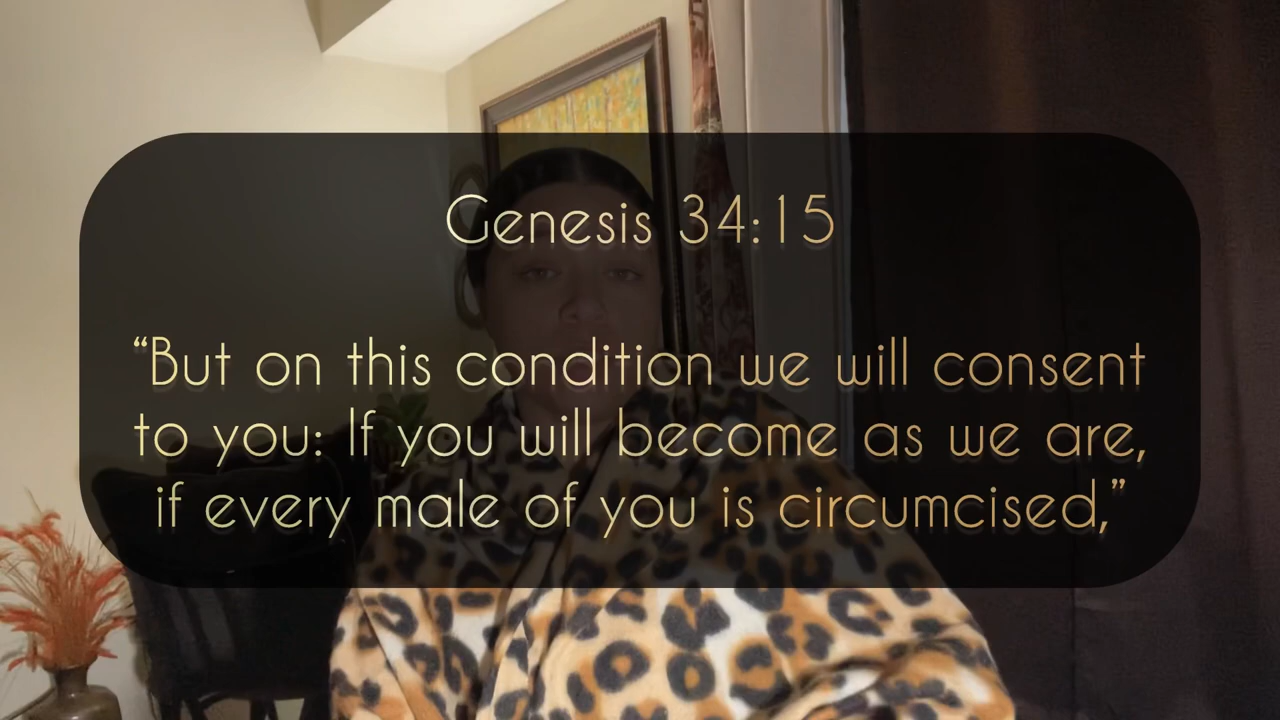 Genesis 34:15
“But on this condition we will consent
to you: If you will become as we are,
if every male of you is circumcised,”